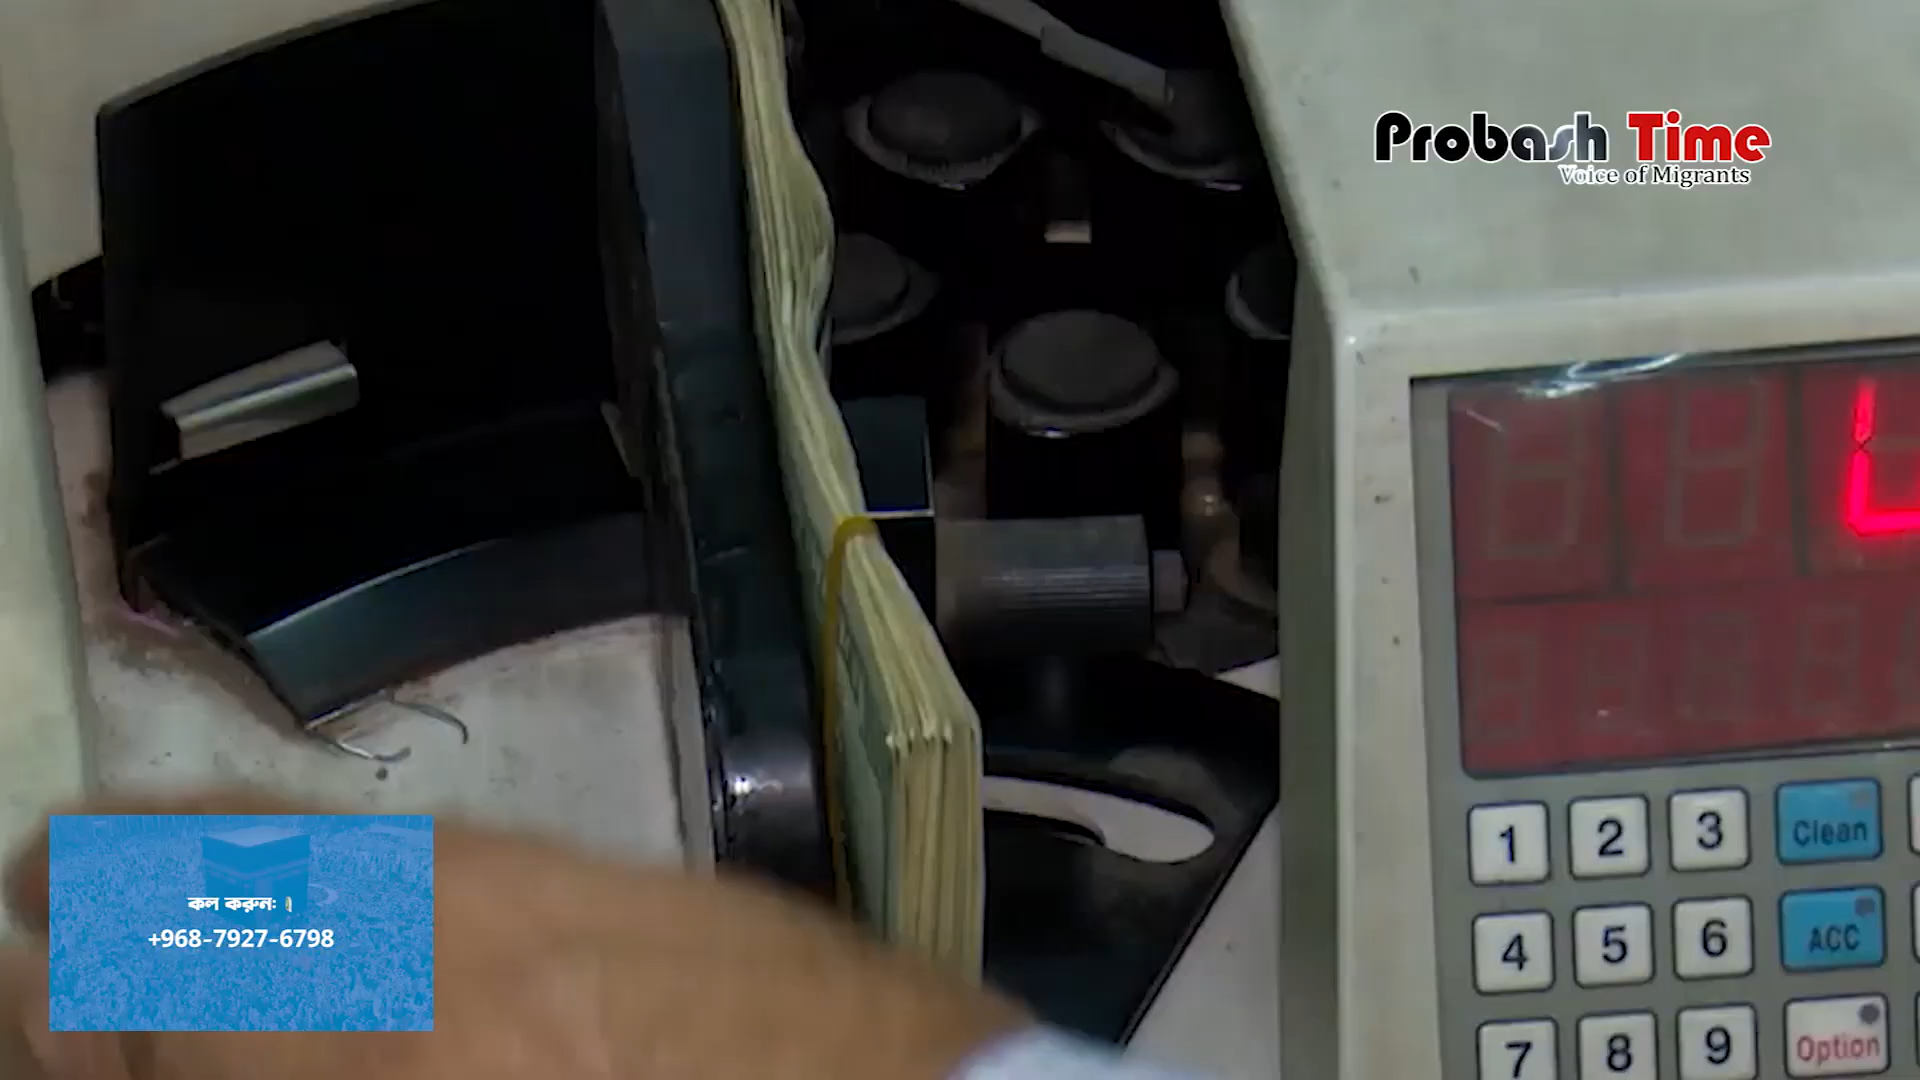 Probash Time
Voice of Migrants
1 2 3 Clean
4 5 6 ACC
7 8 9 Option
কল করুনঃ
+968-7927-6798